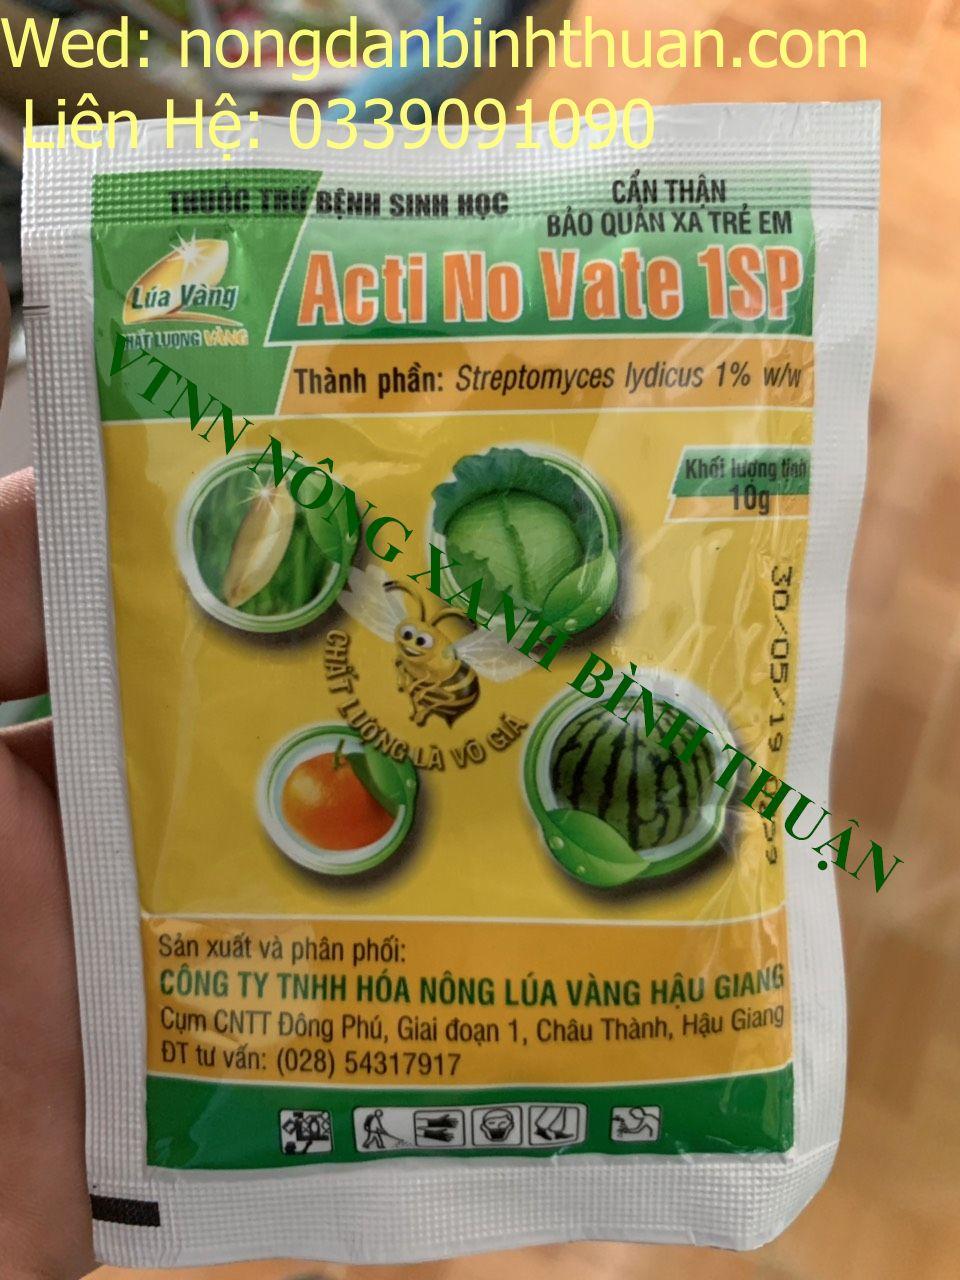 Wed: nongdanbinhthuan.com
Liên Hệ: 0339091090
THUỐC TRỪ BỆNH SINH HỌC
CẨN THẬN
BẢO QUẢN XA TRẺ EM
Lúa Vàng
CHẤT LƯỢNG VÀNG
Acti No Vate 1SP
Thành phần: Streptomyces lydicus 1% w/w
Khối lượng tịnh
10g
VTNN NÔNG XANH BÌNH THUẬN
CHẤT LƯỢNG LÀ VÔ GIÁ
30/05/19
Sản xuất và phân phối:
CÔNG TY TNHH HÓA NÔNG LÚA VÀNG HẬU GIANG
Cụm CNTT Đông Phú, Giai đoạn 1, Châu Thành, Hậu Giang
ĐT tư vấn: (028) 54317917